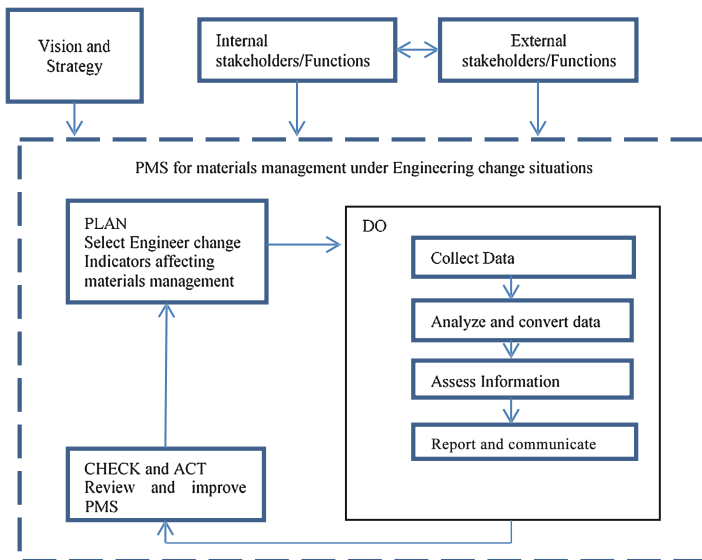 Vision and
Strategy
Internal
stakeholders/Functions
External
stakeholders/Functions
PMS for materials management under Engineering change situations
PLAN
Select Engineer change
Indicators affecting
materials management
DO
Collect Data
Analyze and convert data
Assess Information
Report and communicate
CHECK and ACT
Review and improve
PMS